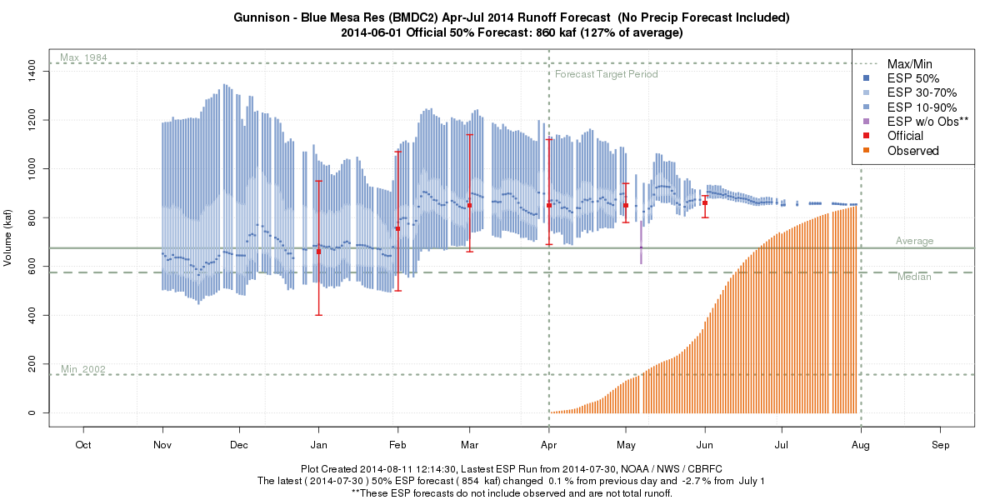 Gunnison - Blue Mesa Res (BMDC2) Apr-Jul 2014 Runoff Forecast (No Precip Forecast Included)
2014-06-01 Official 50% Forecast: 860 kaf (127% of average)
Max 1984
Forecast Target Period
Max/Min
ESP 50%
ESP 30-70%
ESP 10-90%
ESP w/o Obs**
Official
Observed
Average
Median
Min 2002
Volume (kaf)
1400
1200
1000
800
600
400
200
0
Oct Nov Dec Jan Feb Mar Apr May Jun Jul Aug Sep
Plot Created 2014-08-11 12:14:30, Lastest ESP Run from 2014-07-30, NOAA / NWS / CBRFC
The latest ( 2014-07-30 ) 50% ESP forecast ( 854 kaf) changed 0.1 % from previous day and -2.7 % from July 1
**These ESP forecasts do not include observed and are not total runoff.